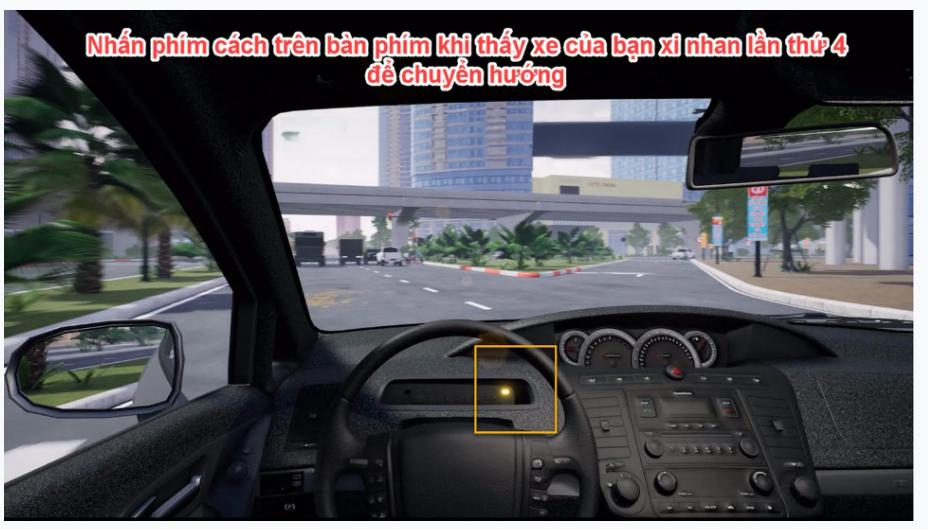 Nhấn phím cách trên bàn phím khi thấy xe của bạn xi nhan lần thứ 4
để chuyển hướng